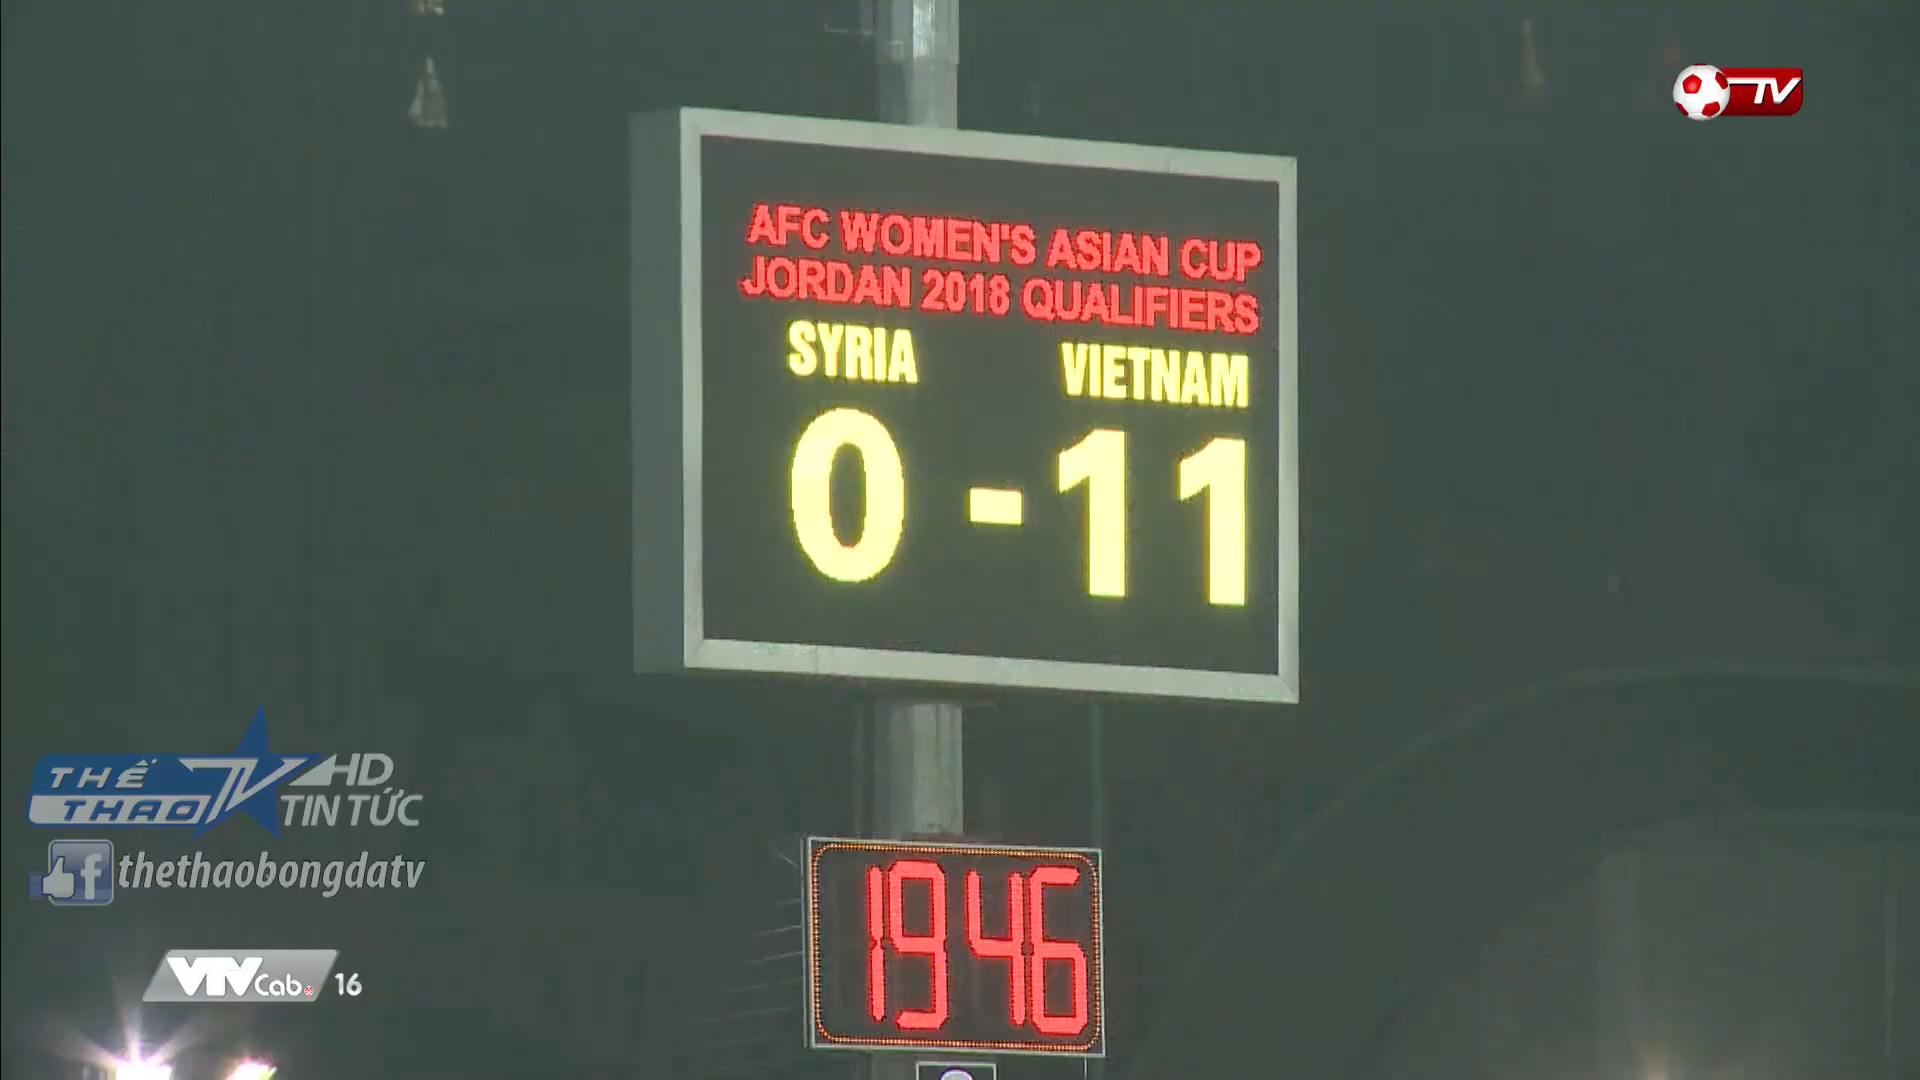 TV
AFC WOMEN'S ASIAN CUP
JORDAN 2018 QUALIFIERS
SYRIA VIETNAM
0 - 11
THỂ THAO TV HD
TIN TỨC
f thethaobongdatv
VTVCab 16
1946